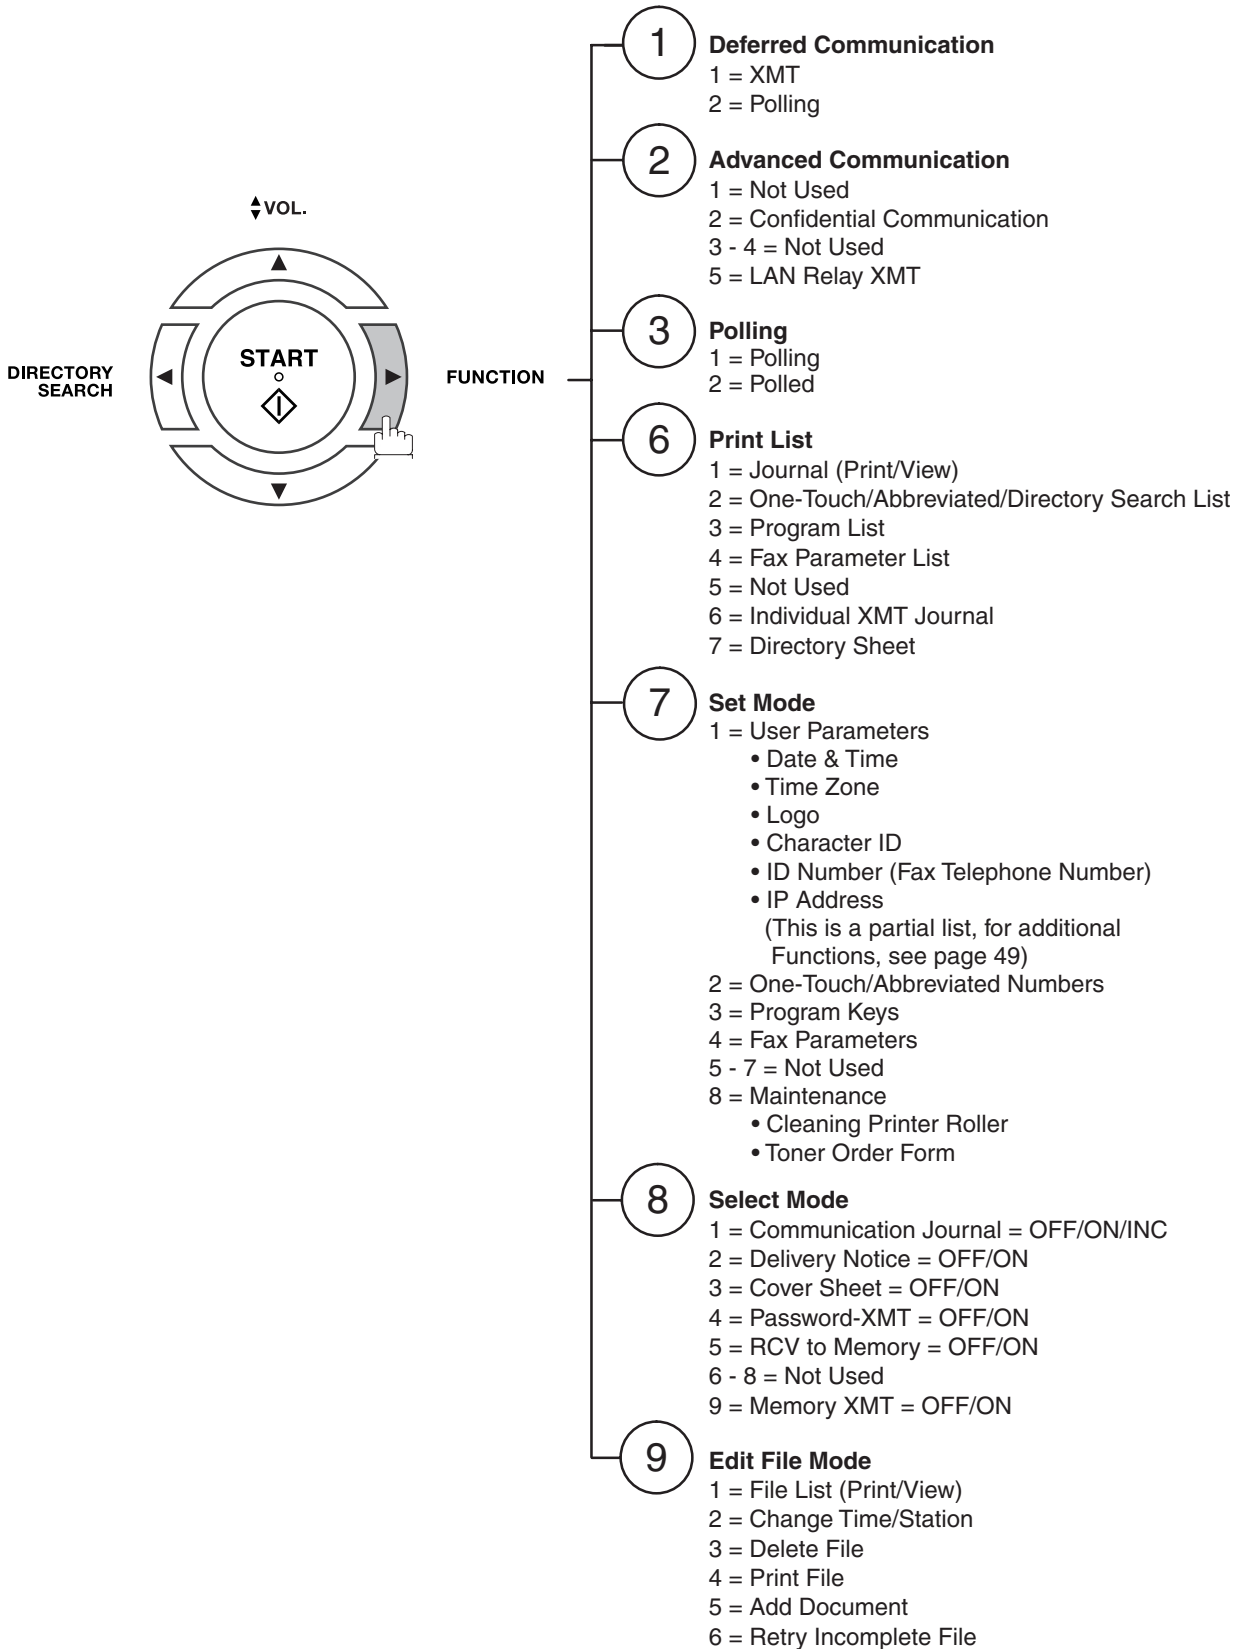 VOL.
DIRECTORY
SEARCH
START
FUNCTION
1
Deferred Communication
1 = XMT
2 = Polling
2
Advanced Communication
1 = Not Used
2 = Confidential Communication
3 - 4 = Not Used
5 = LAN Relay XMT
3
Polling
1 = Polling
2 = Polled
6
Print List
1 = Journal (Print/View)
2 = One-Touch/Abbreviated/Directory Search List
3 = Program List
4 = Fax Parameter List
5 = Not Used
6 = Individual XMT Journal
7 = Directory Sheet
7
Set Mode
1 = User Parameters
• Date & Time
• Time Zone
• Logo
• Character ID
• ID Number (Fax Telephone Number)
• IP Address
(This is a partial list, for additional
Functions, see page 49)
2 = One-Touch/Abbreviated Numbers
3 = Program Keys
4 = Fax Parameters
5 - 7 = Not Used
8 = Maintenance
• Cleaning Printer Roller
• Toner Order Form
8
Select Mode
1 = Communication Journal = OFF/ON/INC
2 = Delivery Notice = OFF/ON
3 = Cover Sheet = OFF/ON
4 = Password-XMT = OFF/ON
5 = RCV to Memory = OFF/ON
6 - 8 = Not Used
9 = Memory XMT = OFF/ON
9
Edit File Mode
1 = File List (Print/View)
2 = Change Time/Station
3 = Delete File
4 = Print File
5 = Add Document
6 = Retry Incomplete File